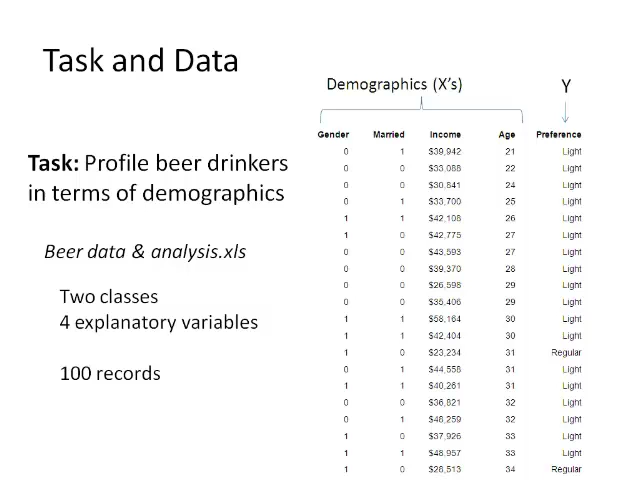 Task and Data
Demographics (X's)
Y
Task: Profile beer drinkers
in terms of demographics
Beer data & analysis.xls
Two classes
4 explanatory variables
100 records
Gender Married Income Age Preference
0 1 $39,942 21 Light
0 0 $33,088 22 Light
0 0 $30,841 24 Light
0 1 $33,700 25 Light
1 1 $42,108 26 Light
1 0 $42,775 27 Light
0 0 $43,593 27 Light
0 0 $39,370 28 Light
0 0 $26,598 29 Light
0 0 $35,406 29 Light
1 1 $58,164 30 Light
1 1 $42,404 30 Light
1 0 $23,234 31 Regular
0 1 $44,558 31 Light
1 1 $40,261 31 Light
0 0 $36,821 32 Light
0 1 $48,259 32 Light
1 0 $37,926 33 Light
1 1 $48,957 33 Light
1 0 $28,513 34 Regular